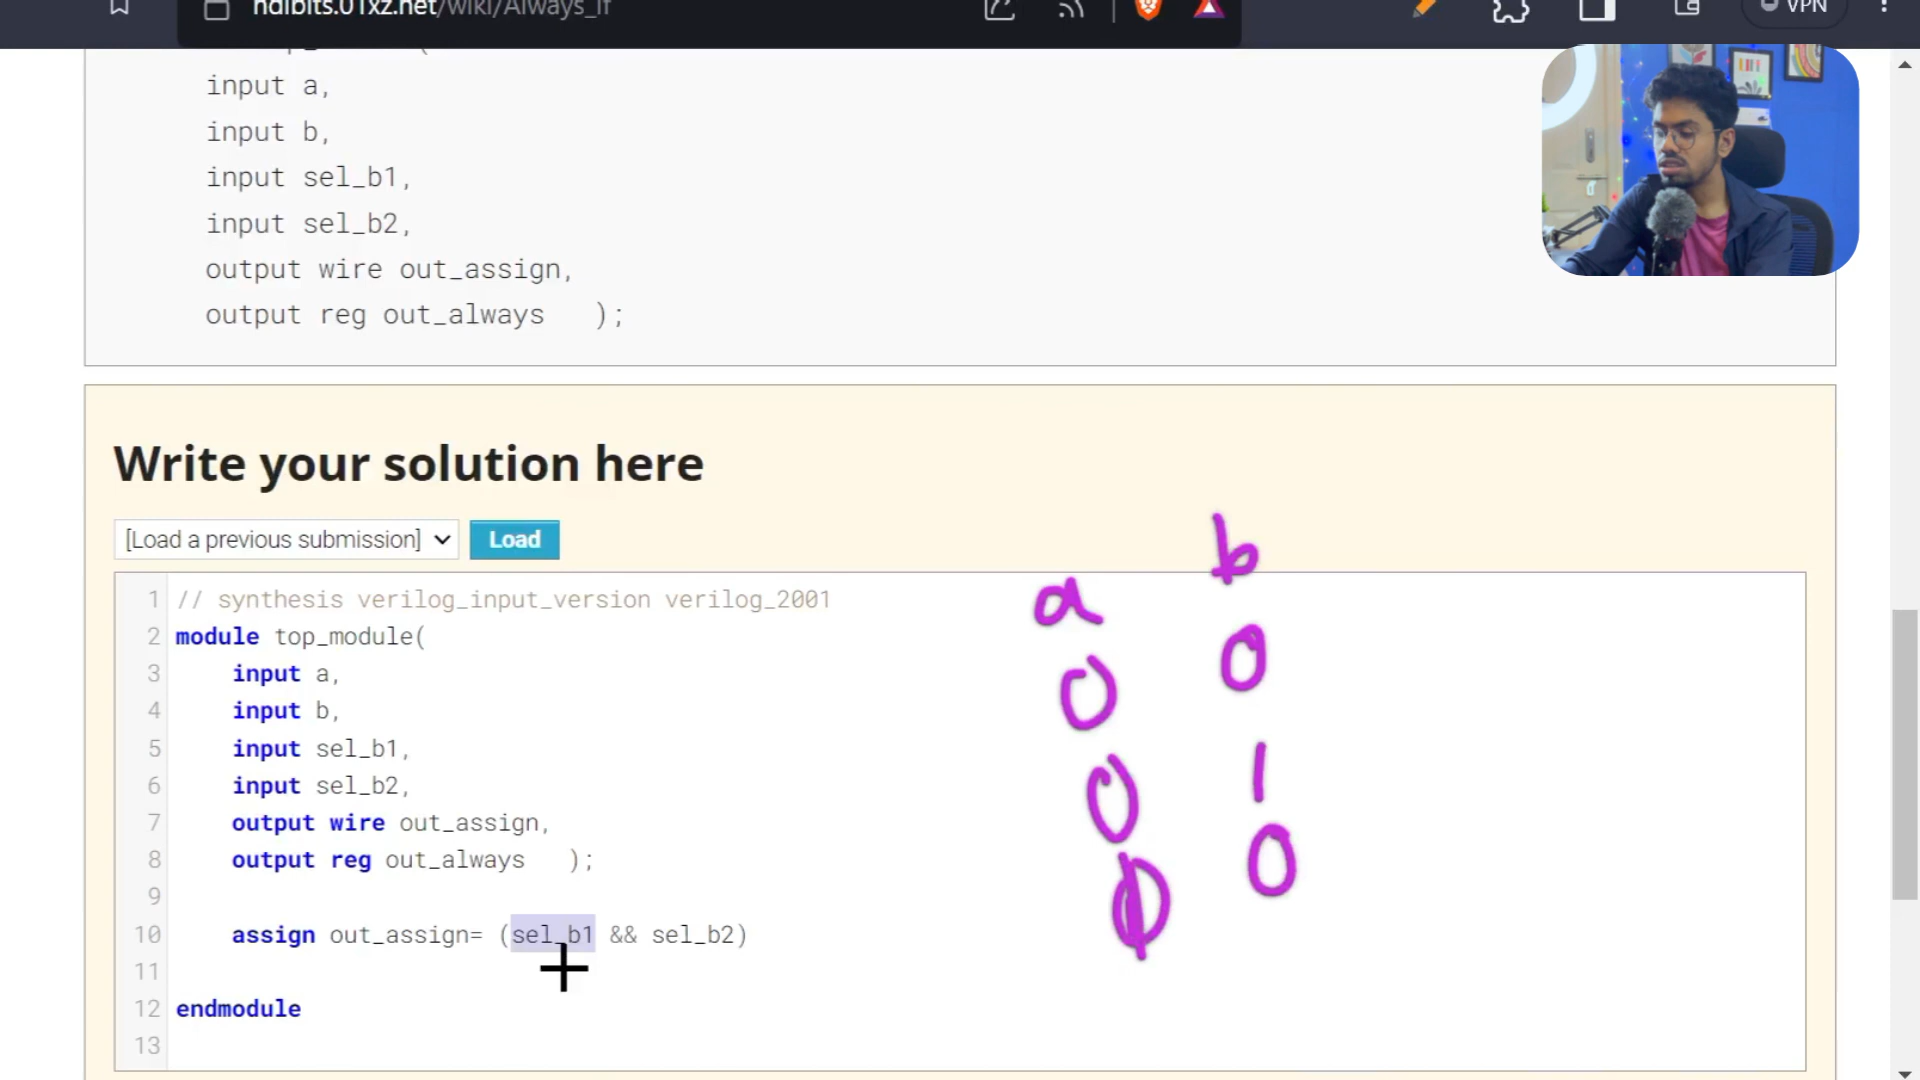 hdlbits.01xz.net/wiki/Always_if
VPN
input a,
input b,
input sel_b1,
input sel_b2,
output wire out_assign,
output reg out_always );
LIFE
Write your solution here
[Load a previous submission] Load
1 // synthesis verilog_input_version verilog_2001
2 module top_module(
3 input a,
4 input b,
5 input sel_b1,
6 input sel_b2,
7 output wire out_assign,
8 output reg out_always );
9
10 assign out_assign= (sel_b1 && sel_b2)
11
12 endmodule
13
a b
0 0
0 1
0